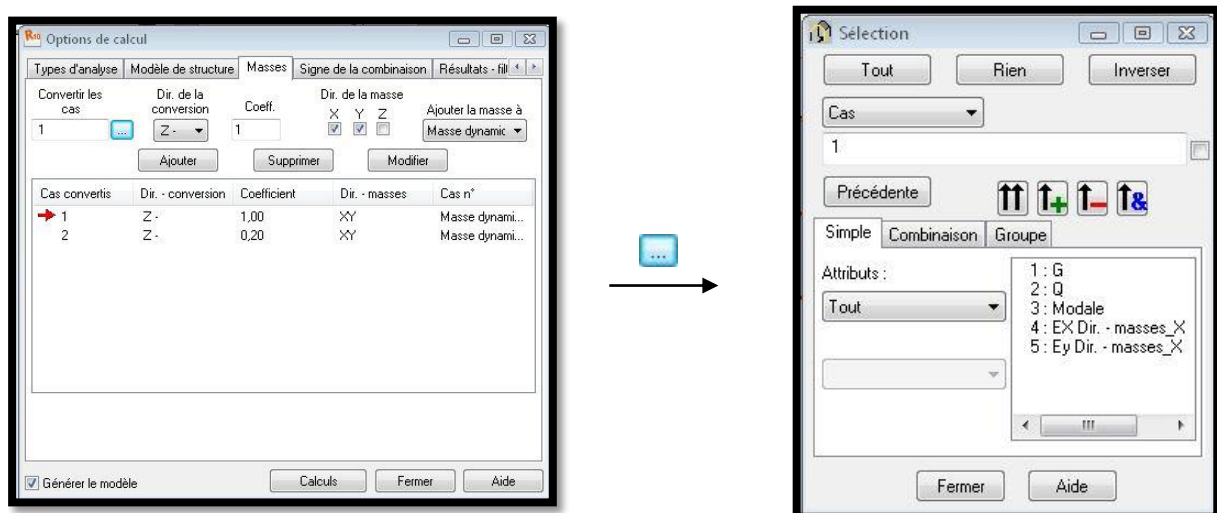 Options de calcul
Types d'analyse Modèle de structure Masses Signe de la combinaison Résultats - filt
Convertir les cas
Dir. de la conversion
Coeff.
Dir. de la masse
X Y Z
Ajouter la masse à
1 ... Z - 1 Masse dynamic
Ajouter Supprimer Modifier
Cas convertis Dir. - conversion Coefficient Dir. - masses Cas n°
1 Z - 1,00 XY Masse dynami...
2 Z - 0,20 XY Masse dynami...
Générer le modèle Calculs Fermer Aide
...
Sélection
Tout Rien Inverser
Cas
1
Précédente
&
Simple Combinaison Groupe
Attributs :
Tout
1 : G
2 : Q
3 : Modale
4 : EX Dir. - masses_X
5 : Ey Dir. - masses_X
Fermer Aide